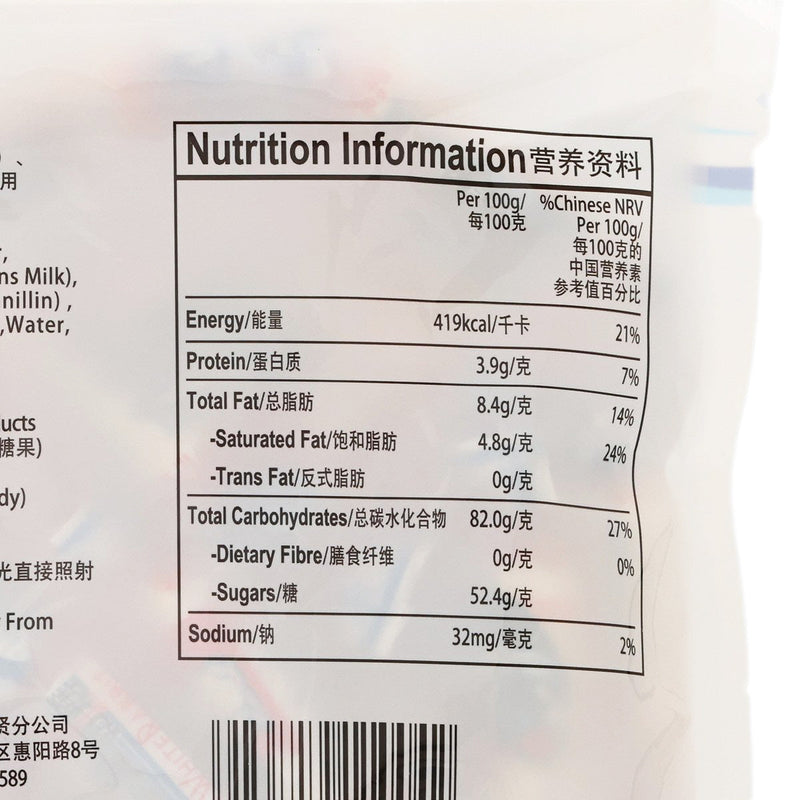 ) 、
用
ns Milk),
nillin) ,
,Water,
ucts
糖果)
dy)
光直接照射
From
贤分公司
区惠阳路8号
589
Nutrition Information营养资料
Per 100g/
每100克
%Chinese NRV
Per 100g/
每100克的
中国营养素
参考值百分比
Energy/能量 419kcal/千卡 21%
Protein/蛋白质 3.9g/克 7%
Total Fat/总脂肪 8.4g/克 14%
-Saturated Fat/饱和脂肪 4.8g/克 24%
-Trans Fat/反式脂肪 0g/克
Total Carbohydrates/总碳水化合物 82.0g/克 27%
-Dietary Fibre/膳食纤维 0g/克 0%
-Sugars/糖 52.4g/克
Sodium/钠 32mg/毫克 2%